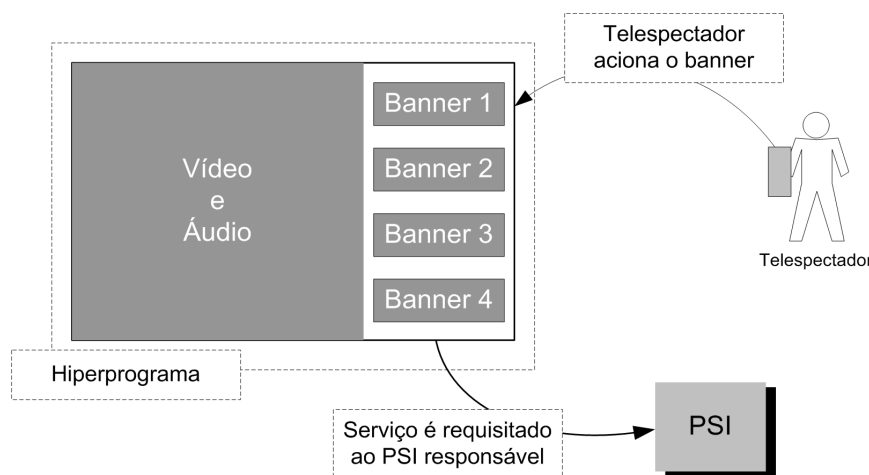 Telespectador
aciona o banner
Vídeo
e
Áudio
Banner 1
Banner 2
Banner 3
Banner 4
Telespectador
Hiperprograma
Serviço é requisitado
ao PSI responsável
PSI